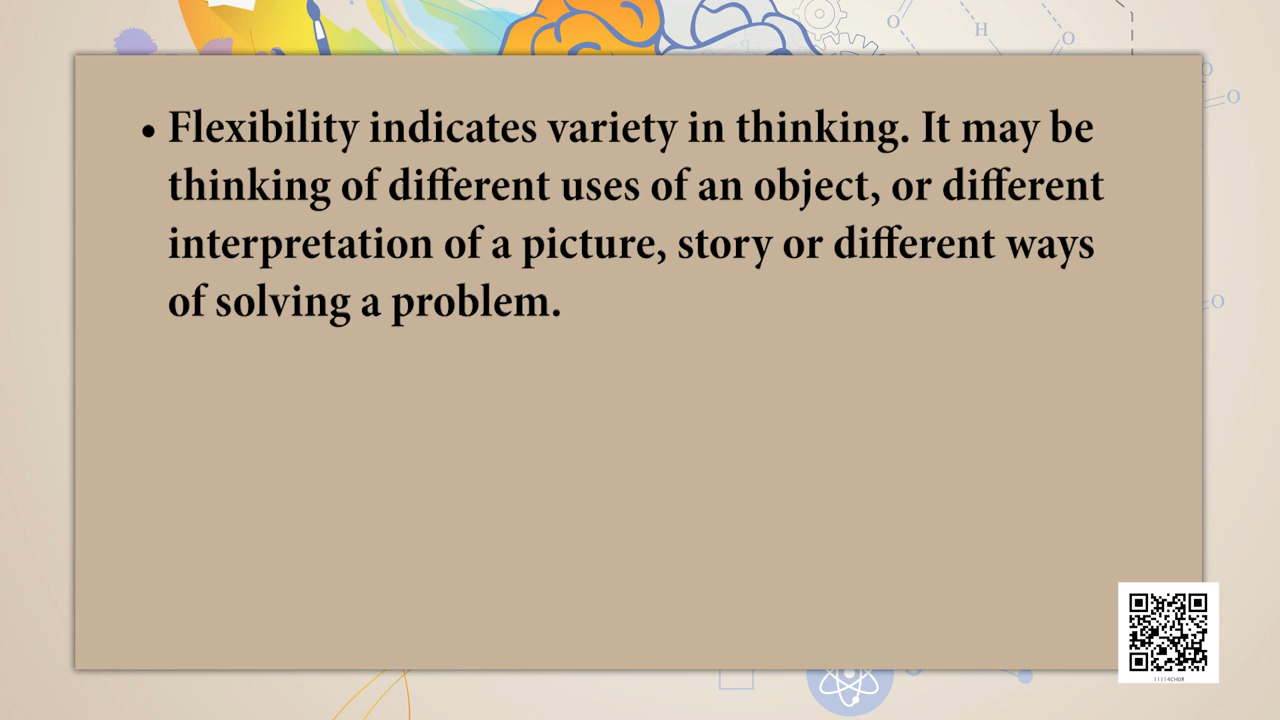 O
H
O
O
O
• Flexibility indicates variety in thinking. It may be
thinking of different uses of an object, or different
interpretation of a picture, story or different ways
of solving a problem.
O
11114CH08